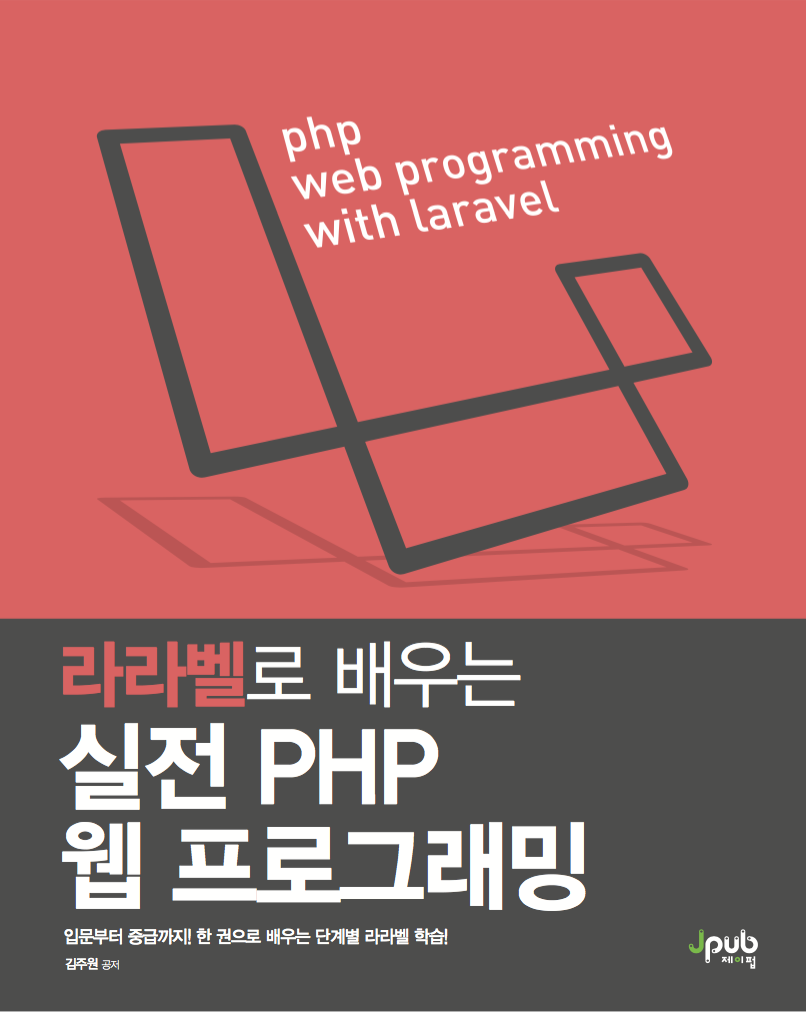 php
web programming
with laravel
라라벨로 배우는
실전 PHP
웹 프로그래밍
입문부터 중급까지! 한 권으로 배우는 단계별 라라벨 학습!
김주원 공저
Jpub
제이펍